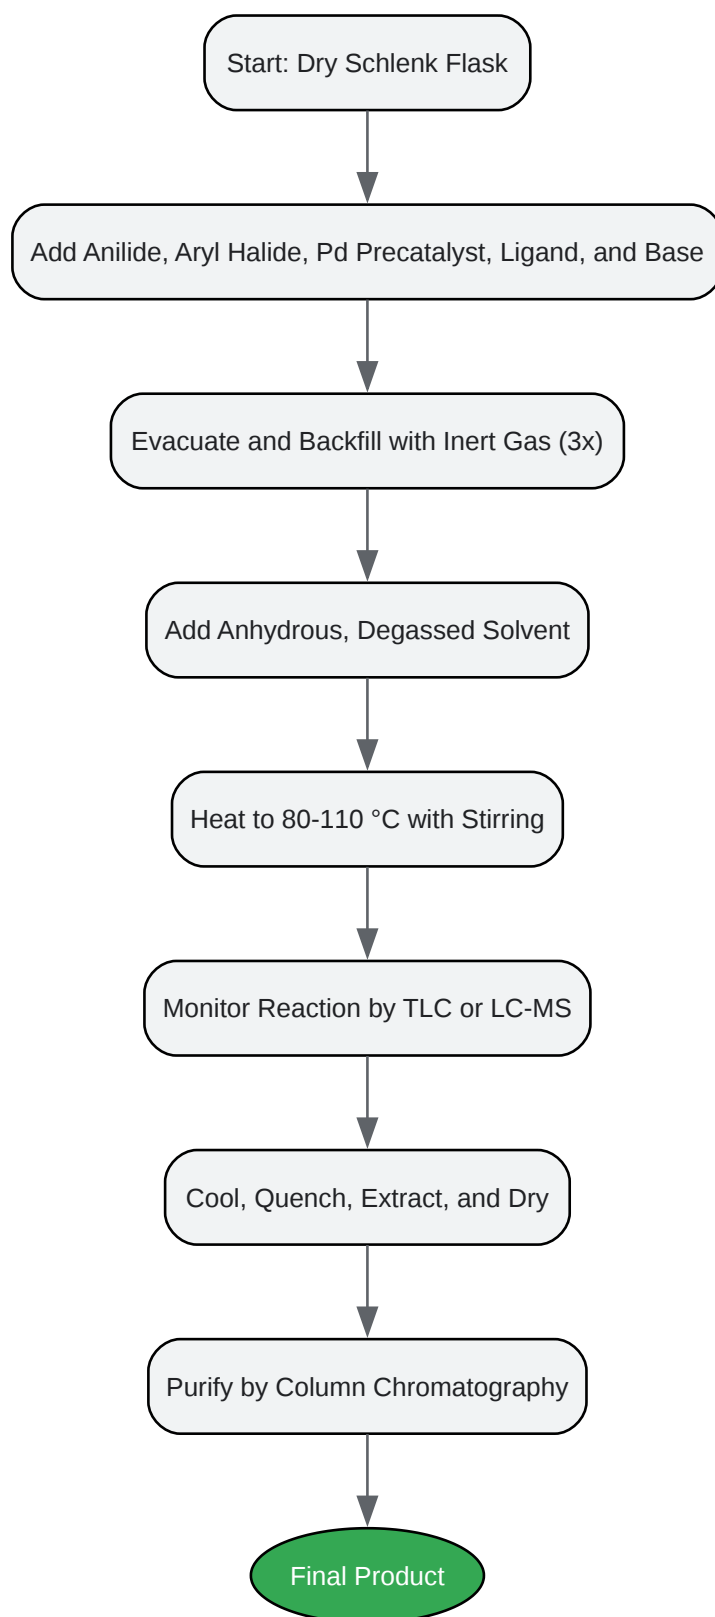 Start: Dry Schlenk Flask
Add Anilide, Aryl Halide, Pd Precatalyst, Ligand, and Base
Evacuate and Backfill with Inert Gas (3x)
Add Anhydrous, Degassed Solvent
Heat to 80-110 °C with Stirring
Monitor Reaction by TLC or LC-MS
Cool, Quench, Extract, and Dry
Purify by Column Chromatography
Final Product